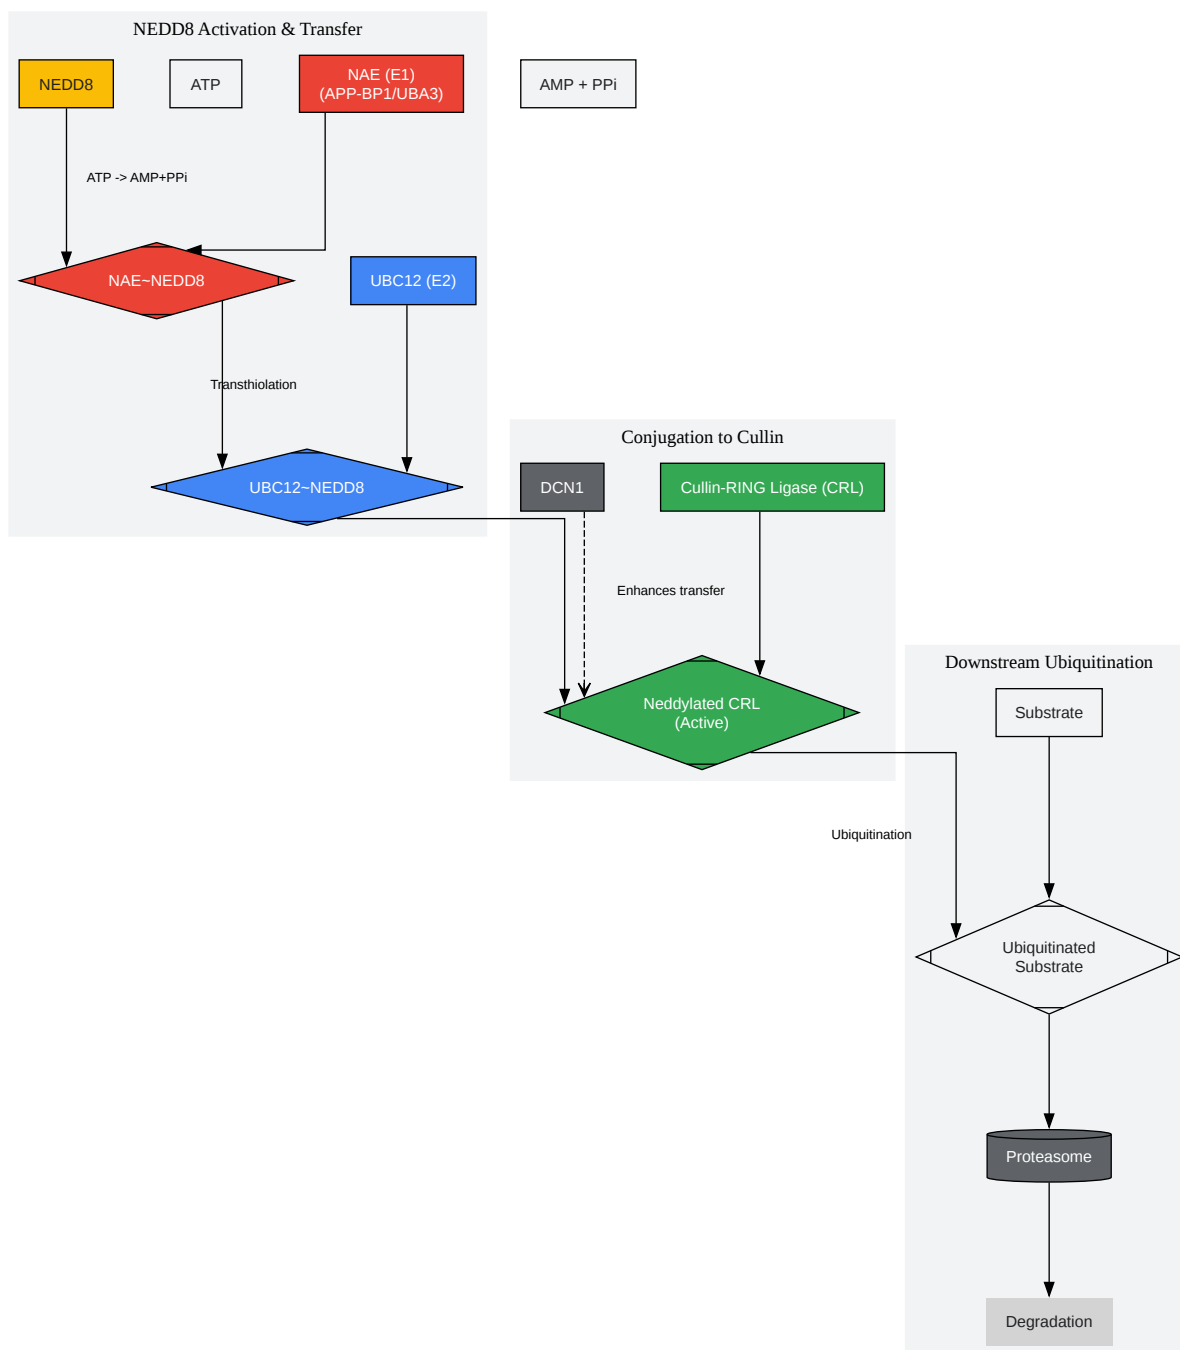 NEDD8 Activation & Transfer
NEDD8
ATP
NAE (E1)
(APP-BP1/UBA3)
AMP + PPi
ATP -> AMP+PPi
NAE~NEDD8
UBC12 (E2)
Transthiolation
UBC12~NEDD8
Conjugation to Cullin
DCN1
Cullin-RING Ligase (CRL)
Enhances transfer
Neddylated CRL
(Active)
Downstream Ubiquitination
Substrate
Ubiquitination
Ubiquitinated
Substrate
Proteasome
Degradation